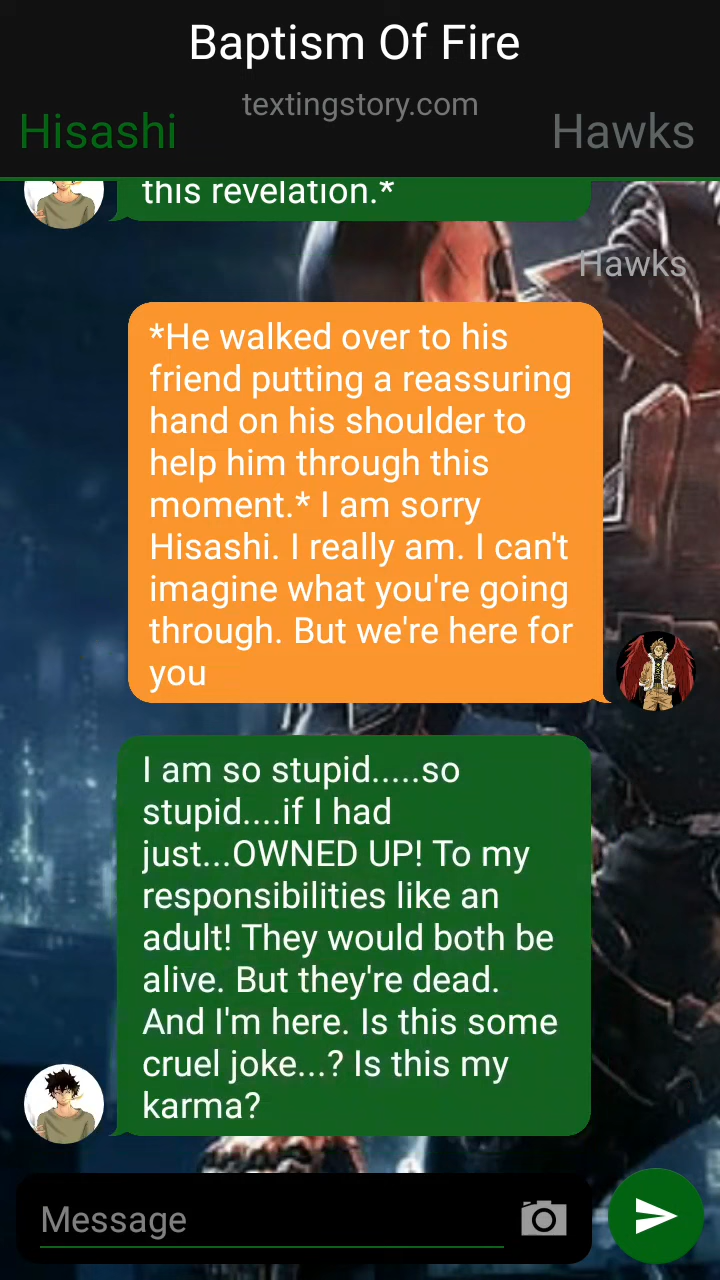 Baptism Of Fire
textingstory.com
Hisashi
Hawks
this revelation.*
Hawks
*He walked over to his
friend putting a reassuring
hand on his shoulder to
help him through this
moment.* I am sorry
Hisashi. I really am. I can't
imagine what you're going
through. But we're here for
you
I am so stupid.....so
stupid....if I had
just...OWNED UP! To my
responsibilities like an
adult! They would both be
alive. But they're dead.
And I'm here. Is this some
cruel joke...? Is this my
karma?
Message